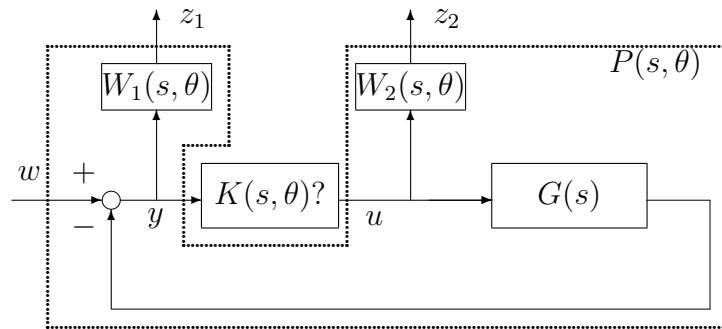 z₁
z₂
W₁(s, θ)
W₂(s, θ)
P(s, θ)
w
+
−
y
K(s, θ)?
u
G(s)